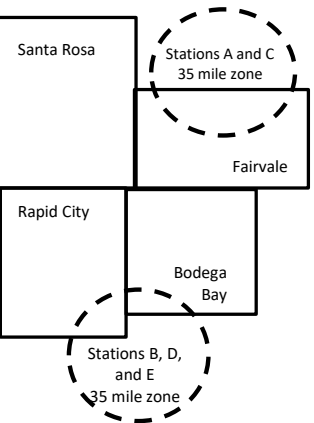 Santa Rosa
Stations A and C
35 mile zone
Fairvale
Rapid City
Bodega
Bay
Stations B, D,
and E
35 mile zone